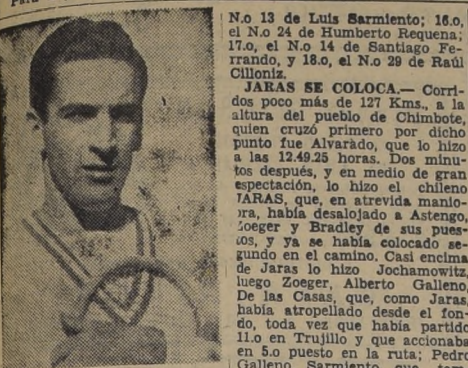 Para
N.o 13 de Luis Sarmiento; 16.o,
el N.o 24 de Humberto Requena;
17.o, el N.o 14 de Santiago Fe-
rrando, y 18.o, el N.o 29 de Raúl
Cilloniz.
JARAS SE COLOCA.— Corri-
dos poco más de 127 Kms., a la
altura del pueblo de Chimbote,
quien cruzó primero por dicho
punto fue Alvaràdo, que lo hizo
a las 12.49.25 horas. Dos minu-
tos después, y en medio de gran
espectación, lo hizo el chileno
JARAS, que, en atrevida manio-
bra, había desalojado a Astengo,
Zoeger y Bradley de sus pues-
tos, y ya se había colocado se-
gundo en el camino. Casi encima
de Jaras lo hizo Jochamowitz,
luego Zoeger, Alberto Galleno,
De las Casas, que, como Jaras
había atropellado desde el fon-
do, toda vez que había partido
11.o en Trujillo y que accionaba
en 5.o puesto en la ruta; Pedro
Galleno Sarmiento que